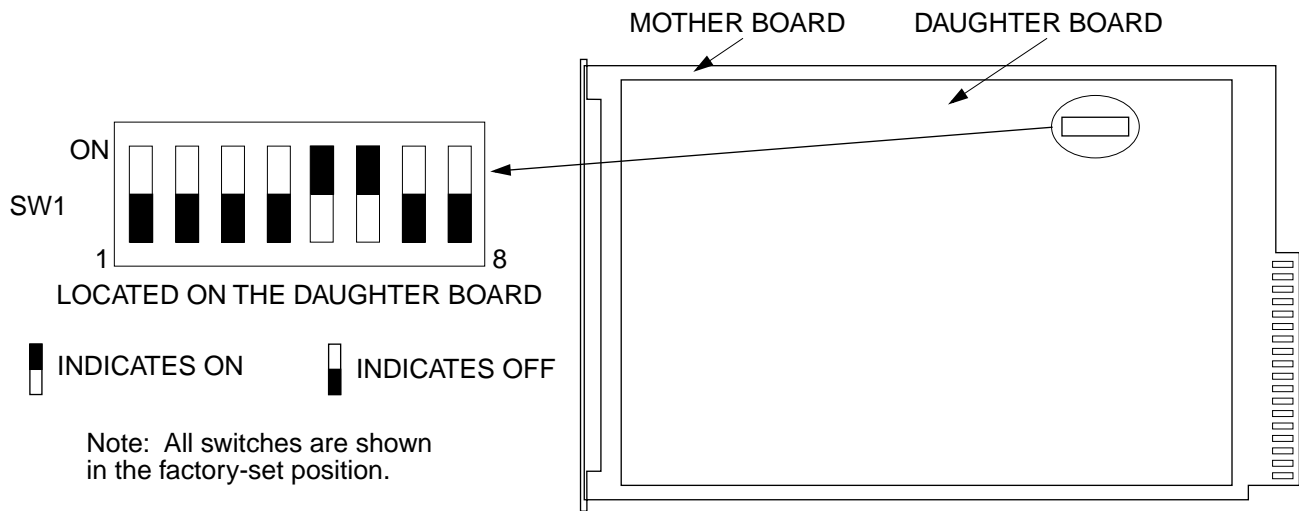 MOTHER BOARD
DAUGHTER BOARD
ON
SW1
1
8
LOCATED ON THE DAUGHTER BOARD
INDICATES ON
INDICATES OFF
Note: All switches are shown
in the factory-set position.